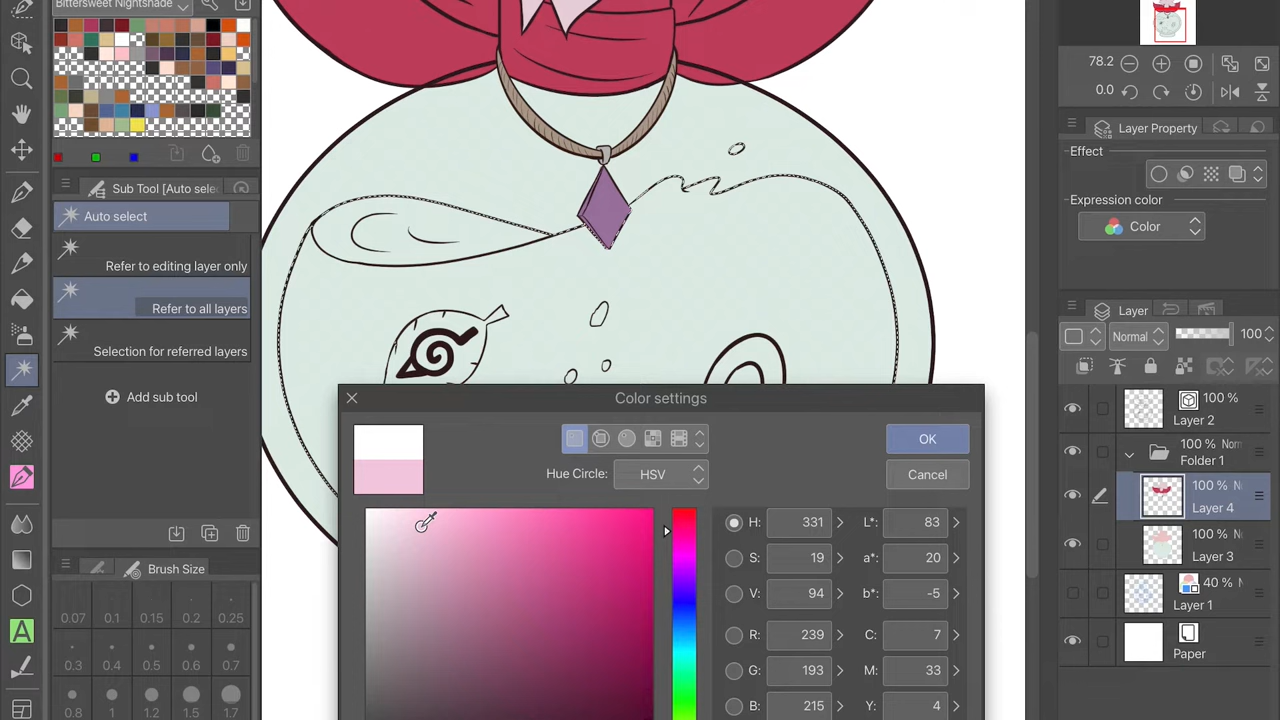 Bittersweet Nightshade
Sub Tool [Auto selec
Auto select
Refer to editing layer only
Refer to all layers
Selection for referred layers
Add sub tool
Brush Size
0.07 0.1 0.15 0.2 0.25
0.3 0.4 0.5 0.6 0.7
0.8 1 1.2 1.5 1.7
Color settings
OK
Hue Circle: HSV
Cancel
H: 331 L*: 83
S: 19 a*: 20
V: 94 b*: -5
R: 239 C: 7
G: 193 M: 33
B: 215 Y: 4
78.2
0.0
Layer Property
Effect
Expression color
Color
Layer
Normal 100
100 %
Layer 2
100 % Norm
Folder 1
100 % N
Layer 4
100 % N
Layer 3
40 % N
Layer 1
Paper
A